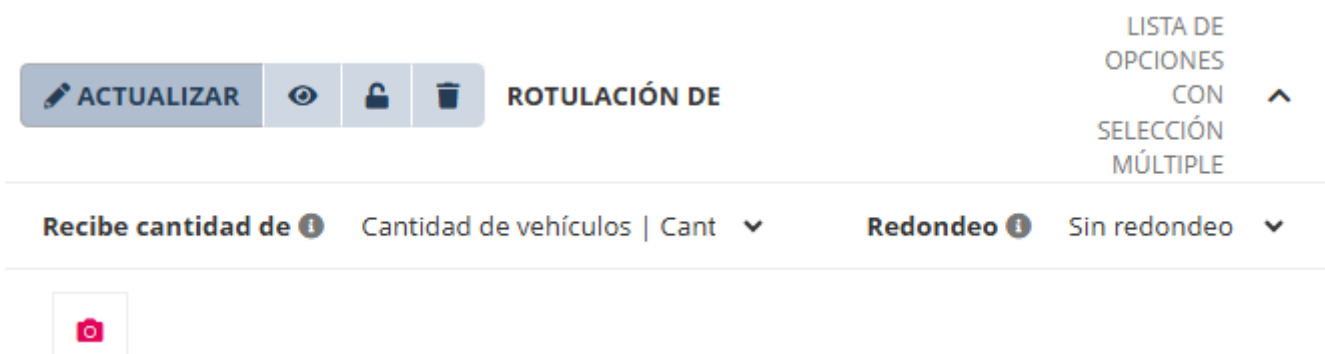 ACTUALIZAR ROTULACIÓN DE
LISTA DE
OPCIONES
CON
SELECCIÓN
MÚLTIPLE
Recibe cantidad de Cantidad de vehículos | Cant Redondeo Sin redondeo